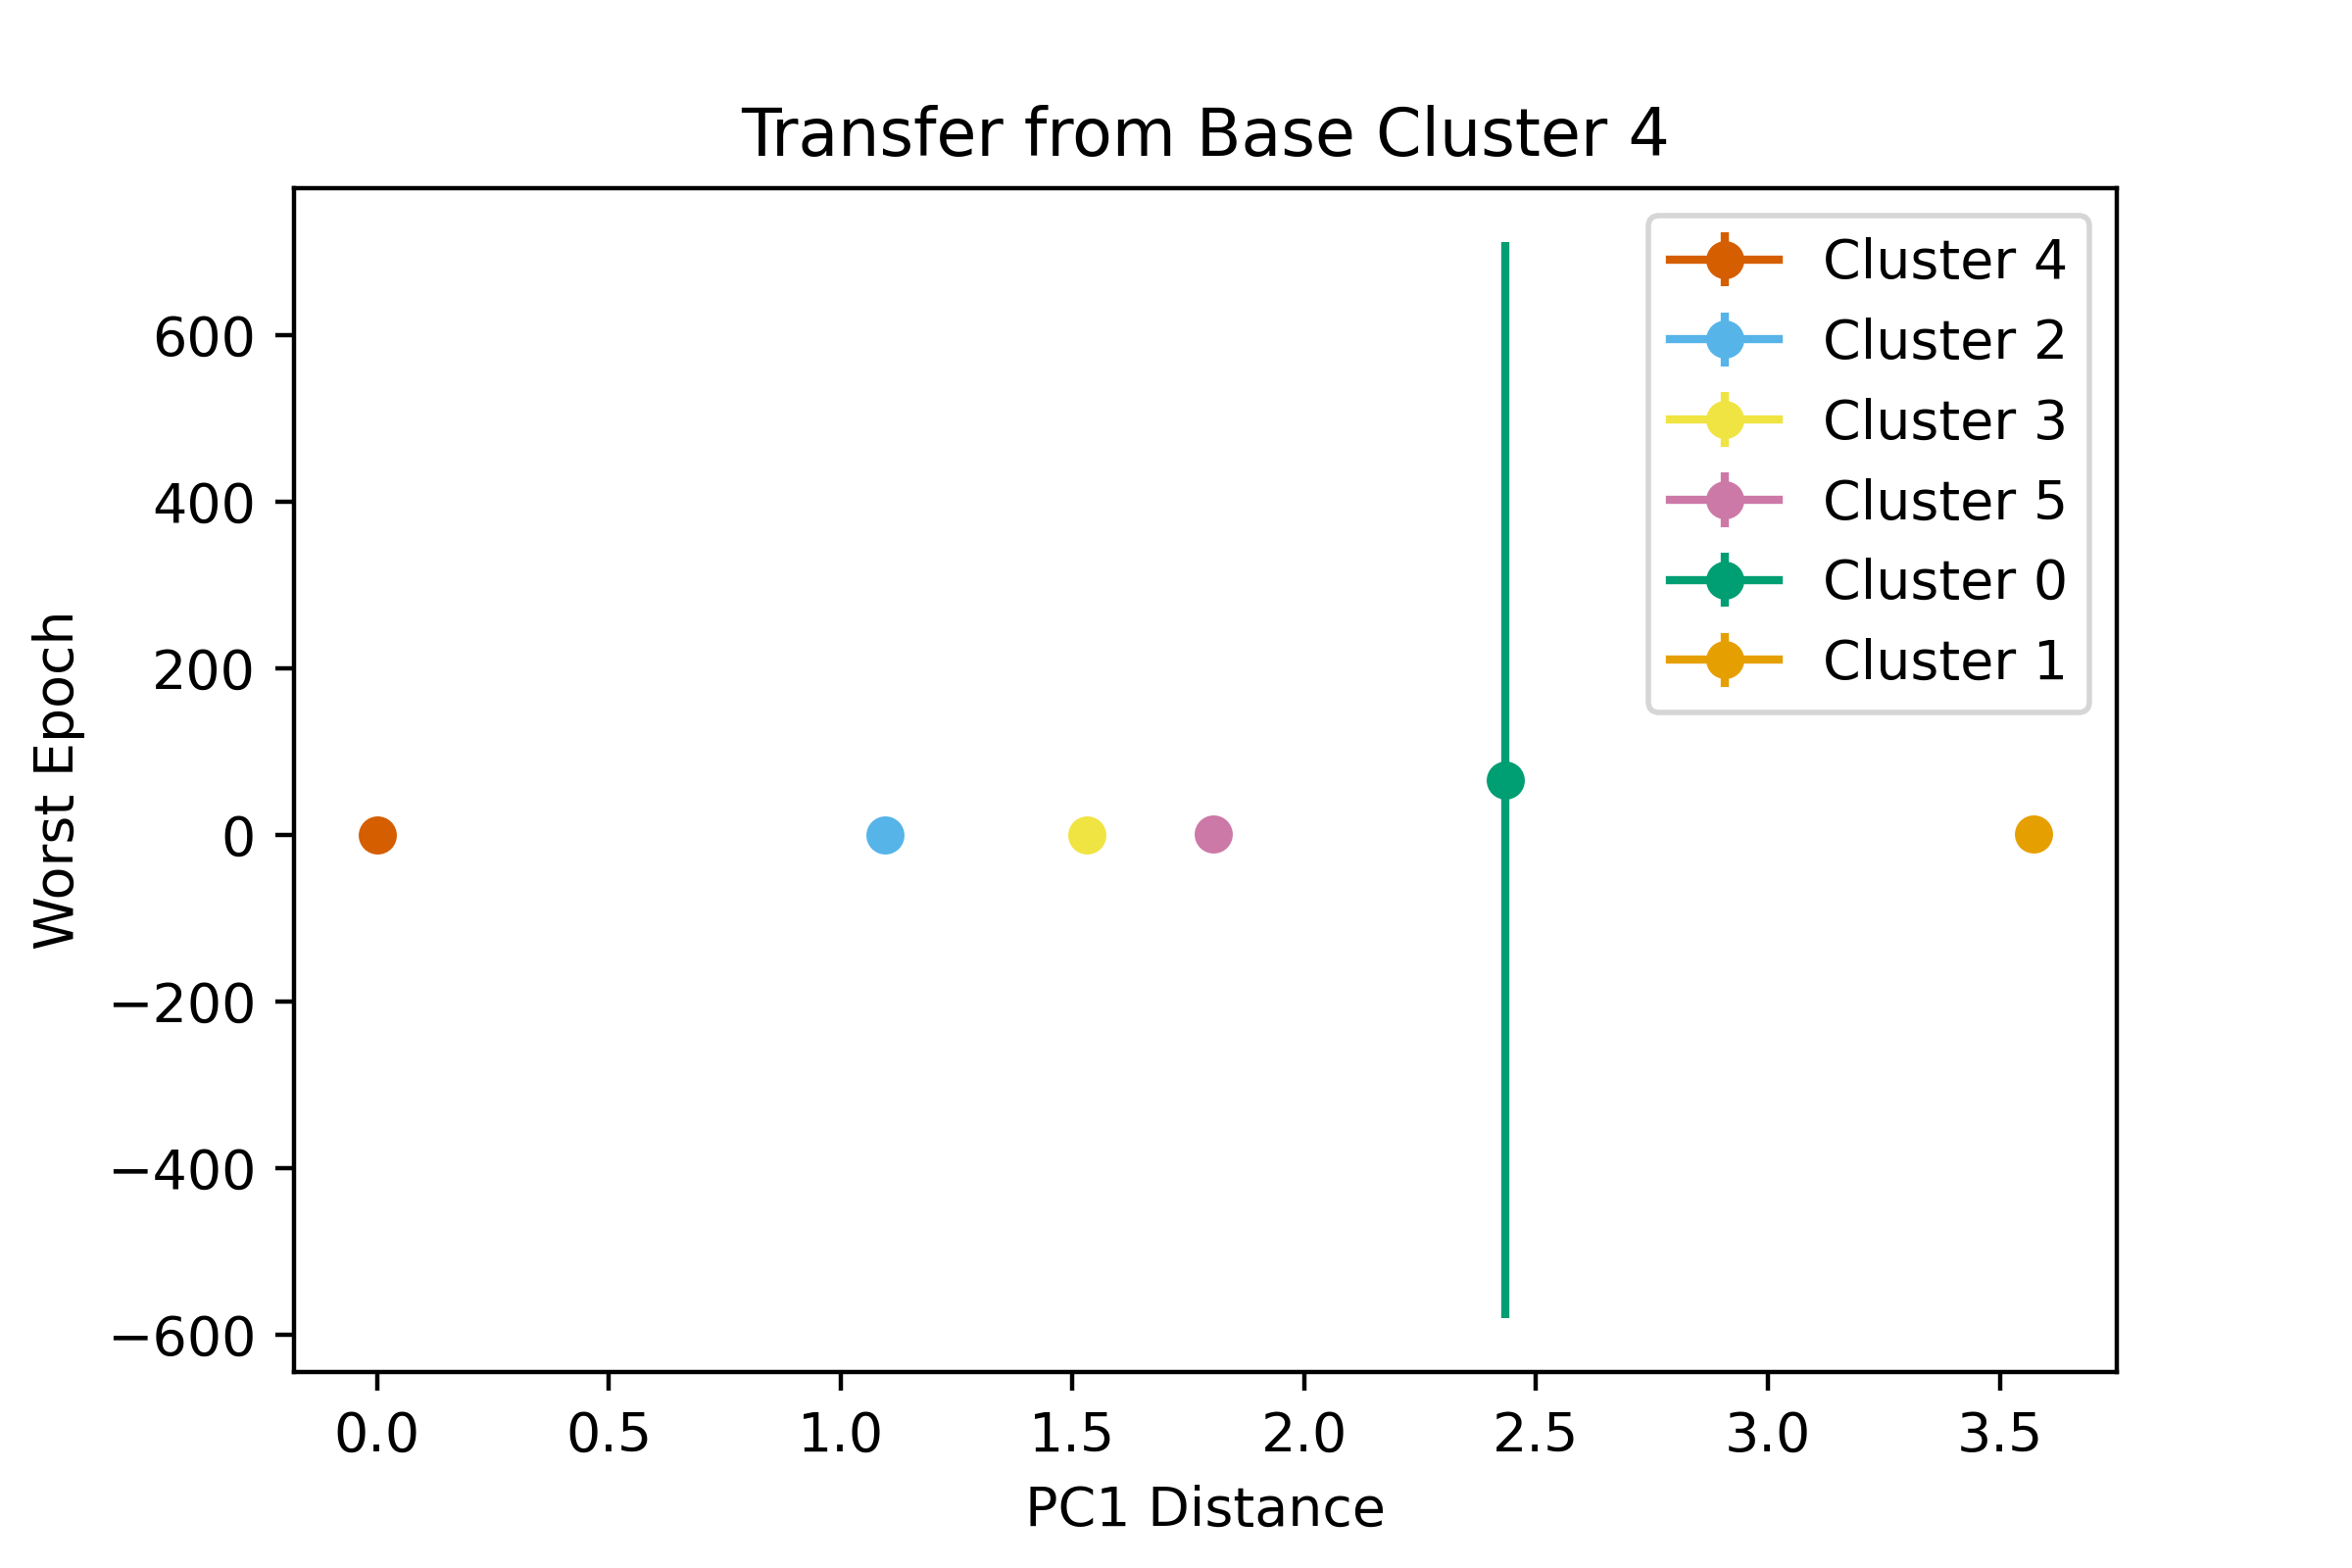 Transfer from Base Cluster 4
Worst Epoch
600
400
200
0
−200
−400
−600
Cluster 4
Cluster 2
Cluster 3
Cluster 5
Cluster 0
Cluster 1
0.0 0.5 1.0 1.5 2.0 2.5 3.0 3.5
PC1 Distance